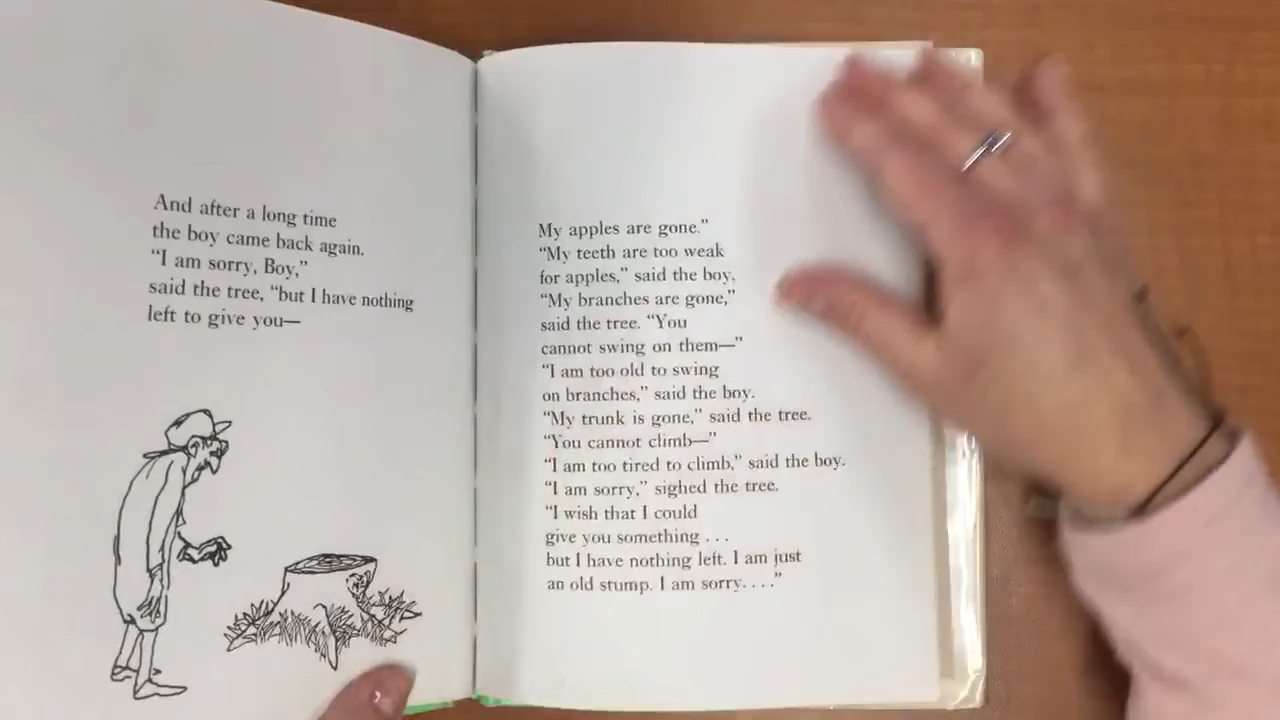 And after a long time
the boy came back again.
“I am sorry, Boy,”
said the tree, “but I have nothing
left to give you—
My apples are gone.”
“My teeth are too weak
for apples,” said the boy.
“My branches are gone,”
said the tree. “You
cannot swing on them—”
“I am too old to swing
on branches,” said the boy.
“My trunk is gone,” said the tree.
“You cannot climb—”
“I am too tired to climb,” said the boy.
“I am sorry,” sighed the tree.
“I wish that I could
give you something . . .
but I have nothing left. I am just
an old stump. I am sorry. . . .”